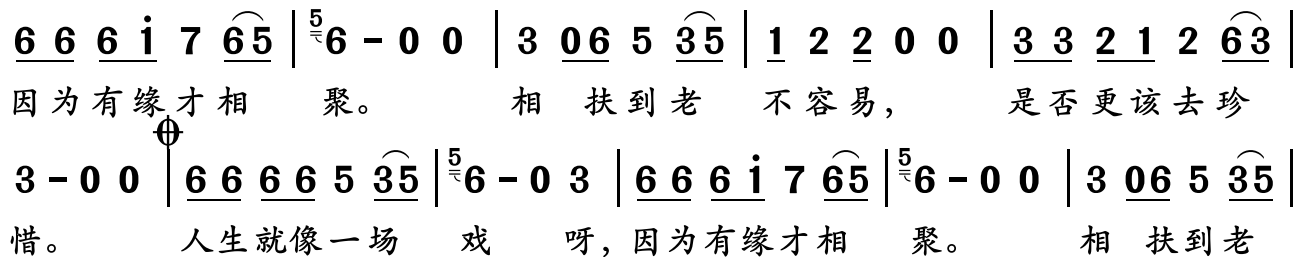 6 6 6 i 7 6 5 | 5 6 - 0 0 | 3 0 6 5 3 5 | 1 2 2 0 0 | 3 3 2 1 2 6 3 |
因为有缘才相 聚。 相 扶到老 不容易， 是否更该去珍
3 - 0 0 | 6 6 6 6 5 3 5 | 5 6 - 0 3 | 6 6 6 i 7 6 5 | 5 6 - 0 0 | 3 0 6 5 3 5 |
惜。 人生就像一场 戏 呀，因为有缘才相 聚。 相 扶到老